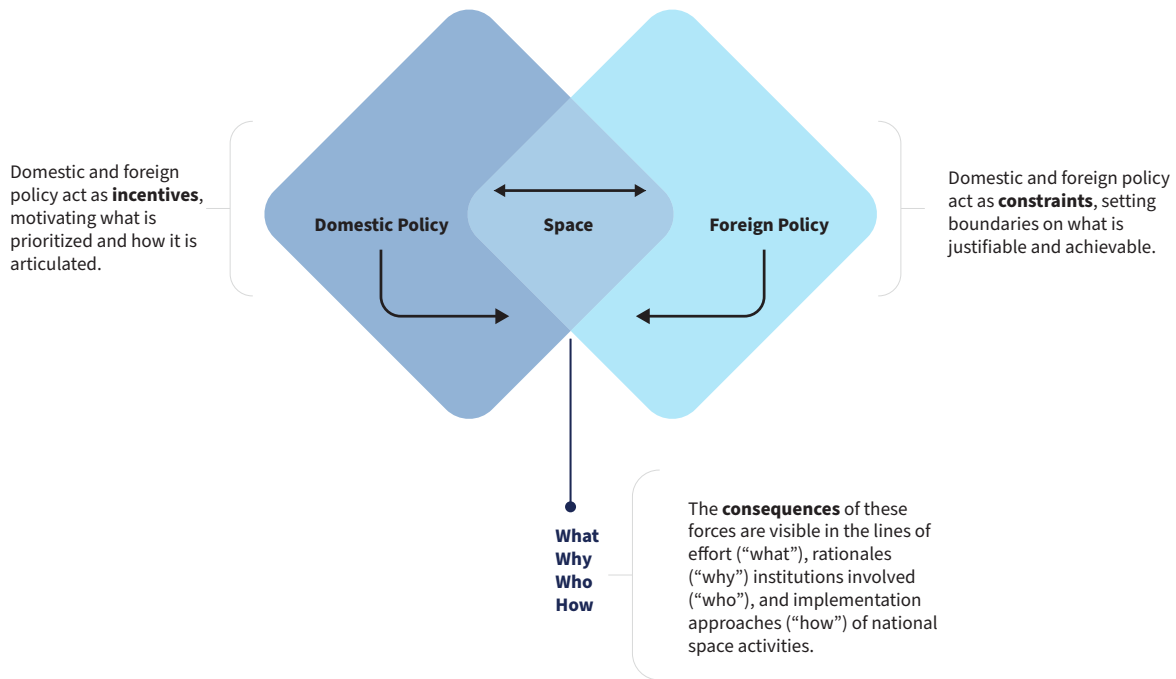 Domestic and foreign
policy act as incentives,
motivating what is
prioritized and how it is
articulated.
Domestic Policy
Space
Foreign Policy
Domestic and foreign policy
act as constraints, setting
boundaries on what is
justifiable and achievable.
What
Why
Who
How
The consequences of these
forces are visible in the lines of
effort (“what”), rationales
(“why”) institutions involved
(“who”), and implementation
approaches (“how”) of national
space activities.